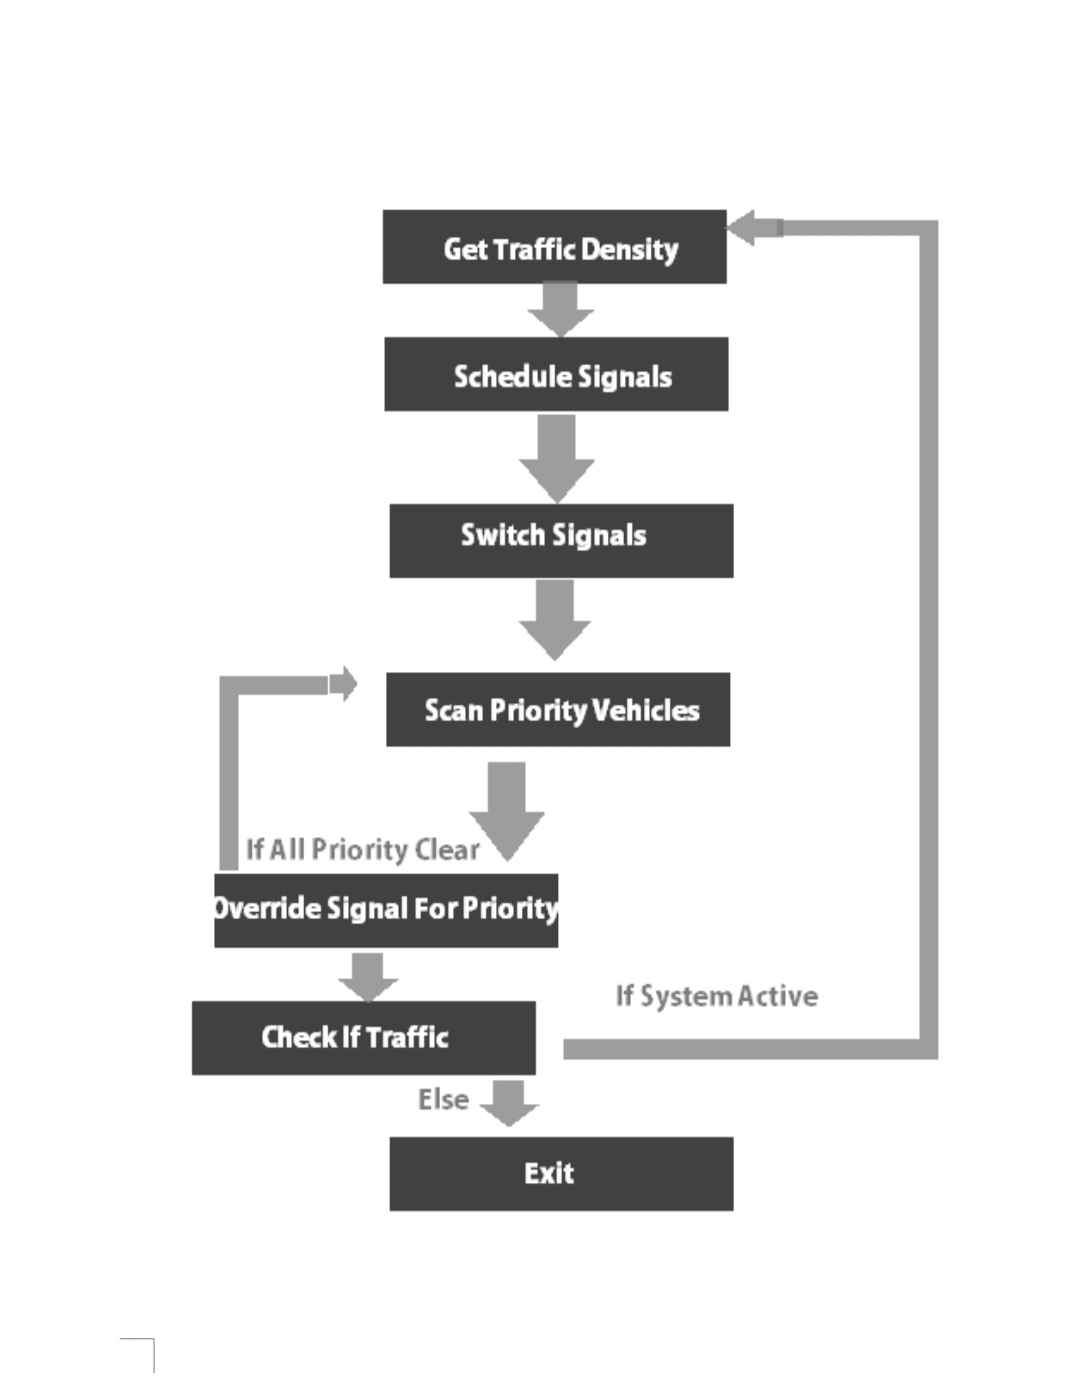 Get Traffic Density
Schedule Signals
Switch Signals
Scan Priority Vehicles
If All Priority Clear
Override Signal For Priority
If System Active
Check If Traffic
Else
Exit